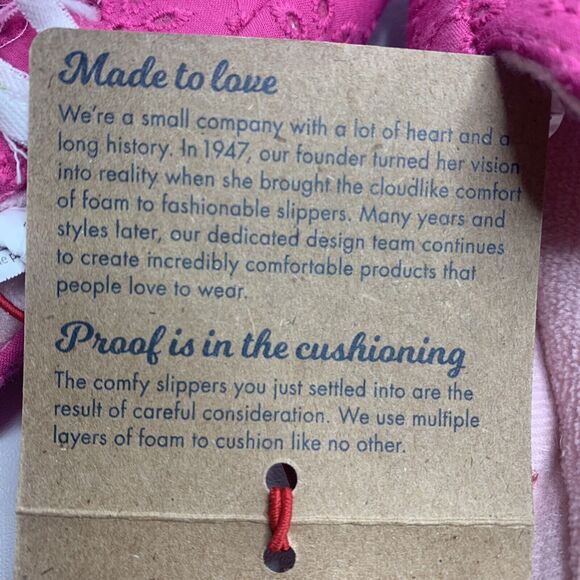 Made to love
We're a small company with a lot of heart and a
long history. In 1947, our founder turned her vision
into reality when she brought the cloudlike comfort
of foam to fashionable slippers. Many years and
styles later, our dedicated design team continues
to create incredibly comfortable products that
people love to wear.
Proof is in the cushioning
The comfy slippers you just settled into are the
result of careful consideration. We use multiple
layers of foam to cushion like no other.